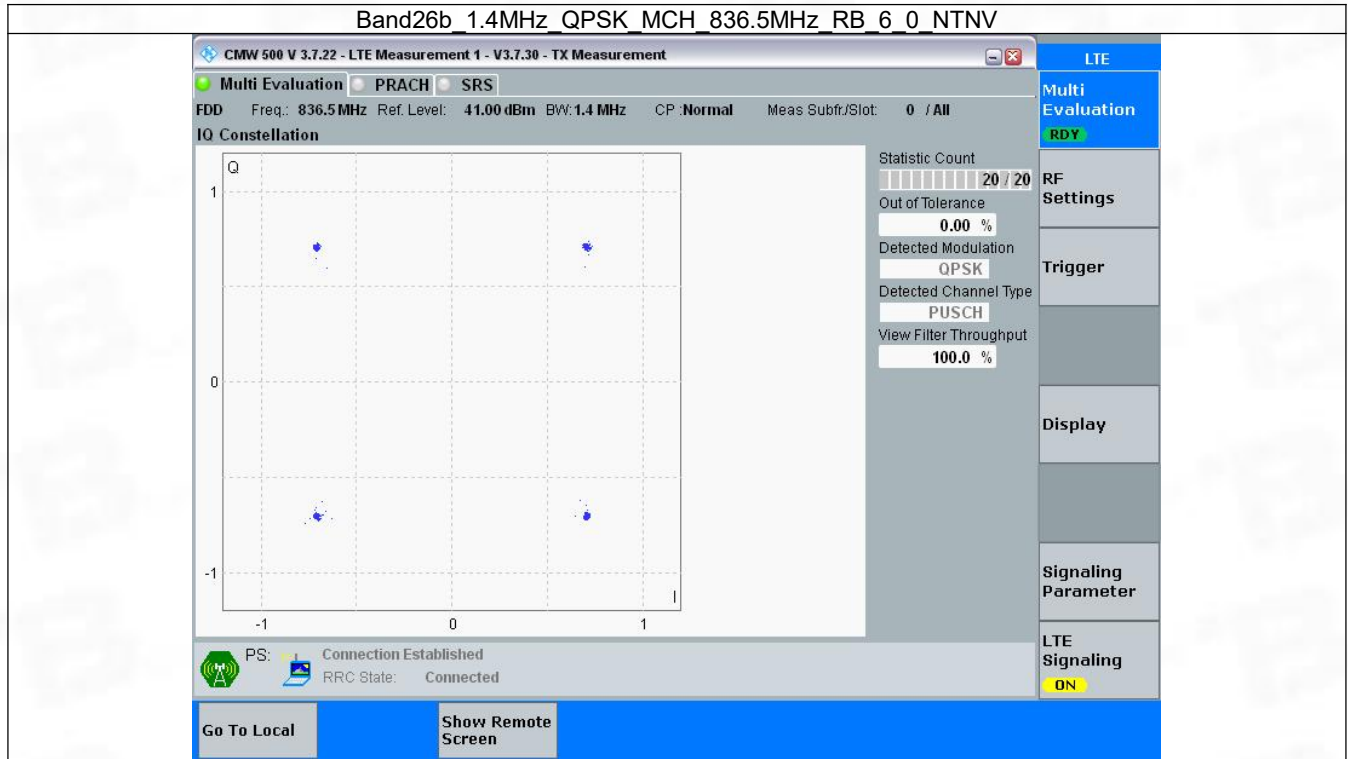 Band26b_1.4MHz_QPSK_MCH_836.5MHz_RB_6_0_NTNV
CMW 500 V 3.7.22 - LTE Measurement 1 - V3.7.30 - TX Measurement
LTE
Multi Evaluation PRACH SRS
FDD Freq.: 836.5 MHz Ref. Level: 41.00 dBm BW: 1.4 MHz CP :Normal Meas Subfr./Slot: 0 / All
IQ Constellation
Q
1
0
-1
I
-1 0 1
Statistic Count
20 / 20
Out of Tolerance
0.00 %
Detected Modulation
QPSK
Detected Channel Type
PUSCH
View Filter Throughput
100.0 %
Multi
Evaluation
RDY
RF
Settings
Trigger
Display
Signaling
Parameter
LTE
Signaling
ON
PS: Connection Established
RRC State: Connected
Go To Local
Show Remote
Screen